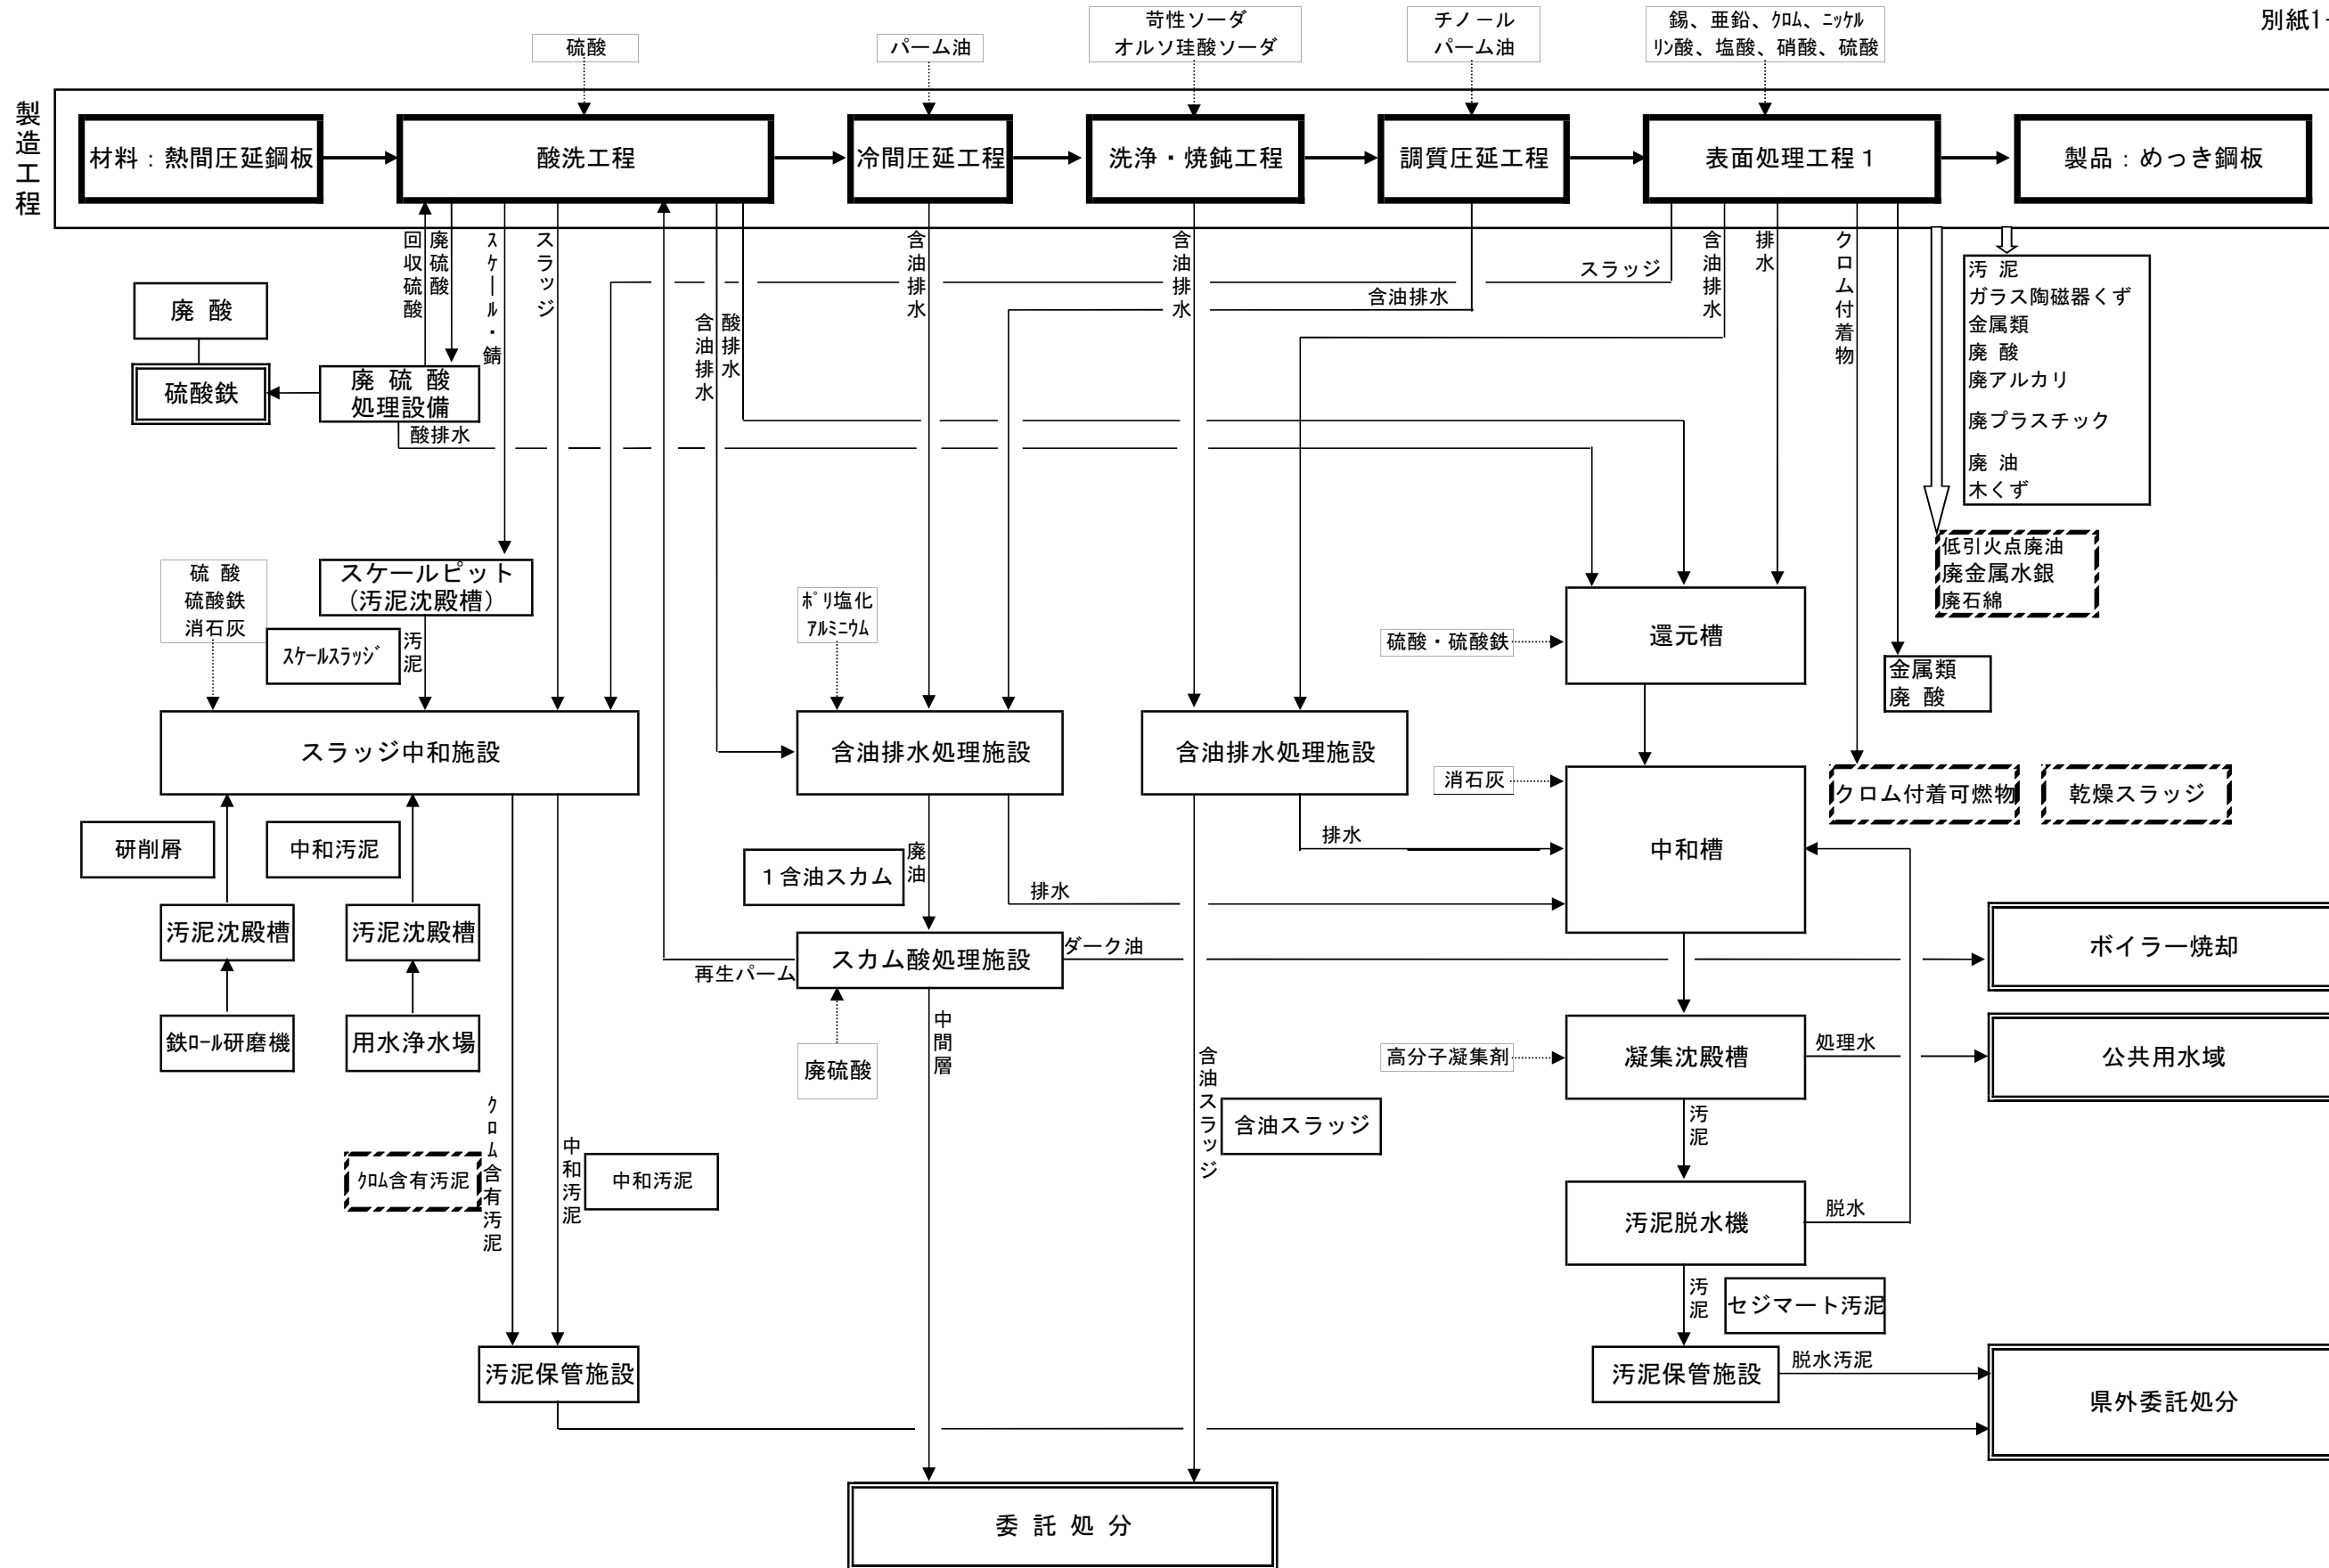 別紙1-
硫酸
パーム油
苛性ソーダ
オルソ珪酸ソーダ
チノール
パーム油
錫、亜鉛、ｸﾛﾑ、ﾆｯｹﾙ
ﾘﾝ酸、塩酸、硝酸、硫酸
製造工程
材料：熱間圧延鋼板
酸洗工程
冷間圧延工程
洗浄・焼鈍工程
調質圧延工程
表面処理工程１
製品：めっき鋼板
回収硫酸
廃硫酸
ｽｹｰﾙ・錆
スラッジ
含油排水
酸排水
含油排水
含油排水
含油排水
スラッジ
含油排水
排水
クロム付着物
汚 泥
ガラス陶磁器くず
金属類
廃 酸
廃アルカリ
廃プラスチック
廃 油
木くず
廃 酸
硫酸鉄
廃 硫 酸
処理設備
酸排水
低引火点廃油
廃金属水銀
廃石綿
硫 酸
硫酸鉄
消石灰
スケールピット
（汚泥沈殿槽）
ｽｹｰﾙｽﾗｯｼﾞ
汚泥
ﾎﾟﾘ塩化
ｱﾙﾐﾆｳﾑ
硫酸・硫酸鉄
還元槽
金属類
廃 酸
スラッジ中和施設
含油排水処理施設
含油排水処理施設
消石灰
中和槽
クロム付着可燃物
乾燥スラッジ
研削屑
中和汚泥
１含油スカム
廃油
排水
排水
汚泥沈殿槽
汚泥沈殿槽
再生パーム
スカム酸処理施設
ダーク油
ボイラー焼却
鉄ﾛｰﾙ研磨機
用水浄水場
廃硫酸
中間層
含油スラッジ
含油スラッジ
高分子凝集剤
凝集沈殿槽
処理水
公共用水域
汚泥
ｸﾛﾑ含有汚泥
ｸﾛﾑ含有汚泥
中和汚泥
中和汚泥
汚泥脱水機
脱水
汚泥
セジマート汚泥
汚泥保管施設
汚泥保管施設
脱水汚泥
県外委託処分
委 託 処 分